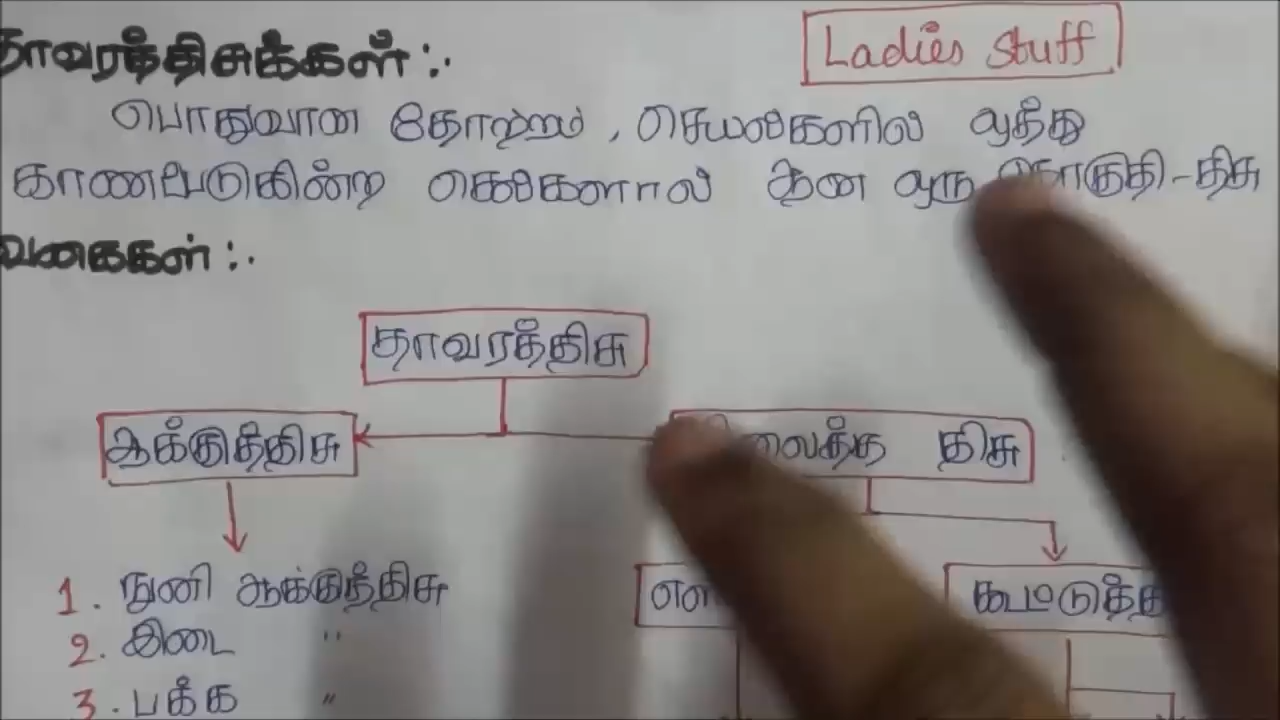 Ladies Stuff
தாவரத்திசுக்கள் :.
பொதுவான தோற்றம், செயல்களில் ஒத்து
காணப்படுகின்ற செல்களால் ஆன ஒரு தொகுதி - திசு
வகைகள் :.
தாவரத்திசு
ஆக்குத்திசு
நிலைத்த திசு
கூட்டுத்
1. நுனி ஆக்குத்திசு
2. இடை "
3. பக்க "